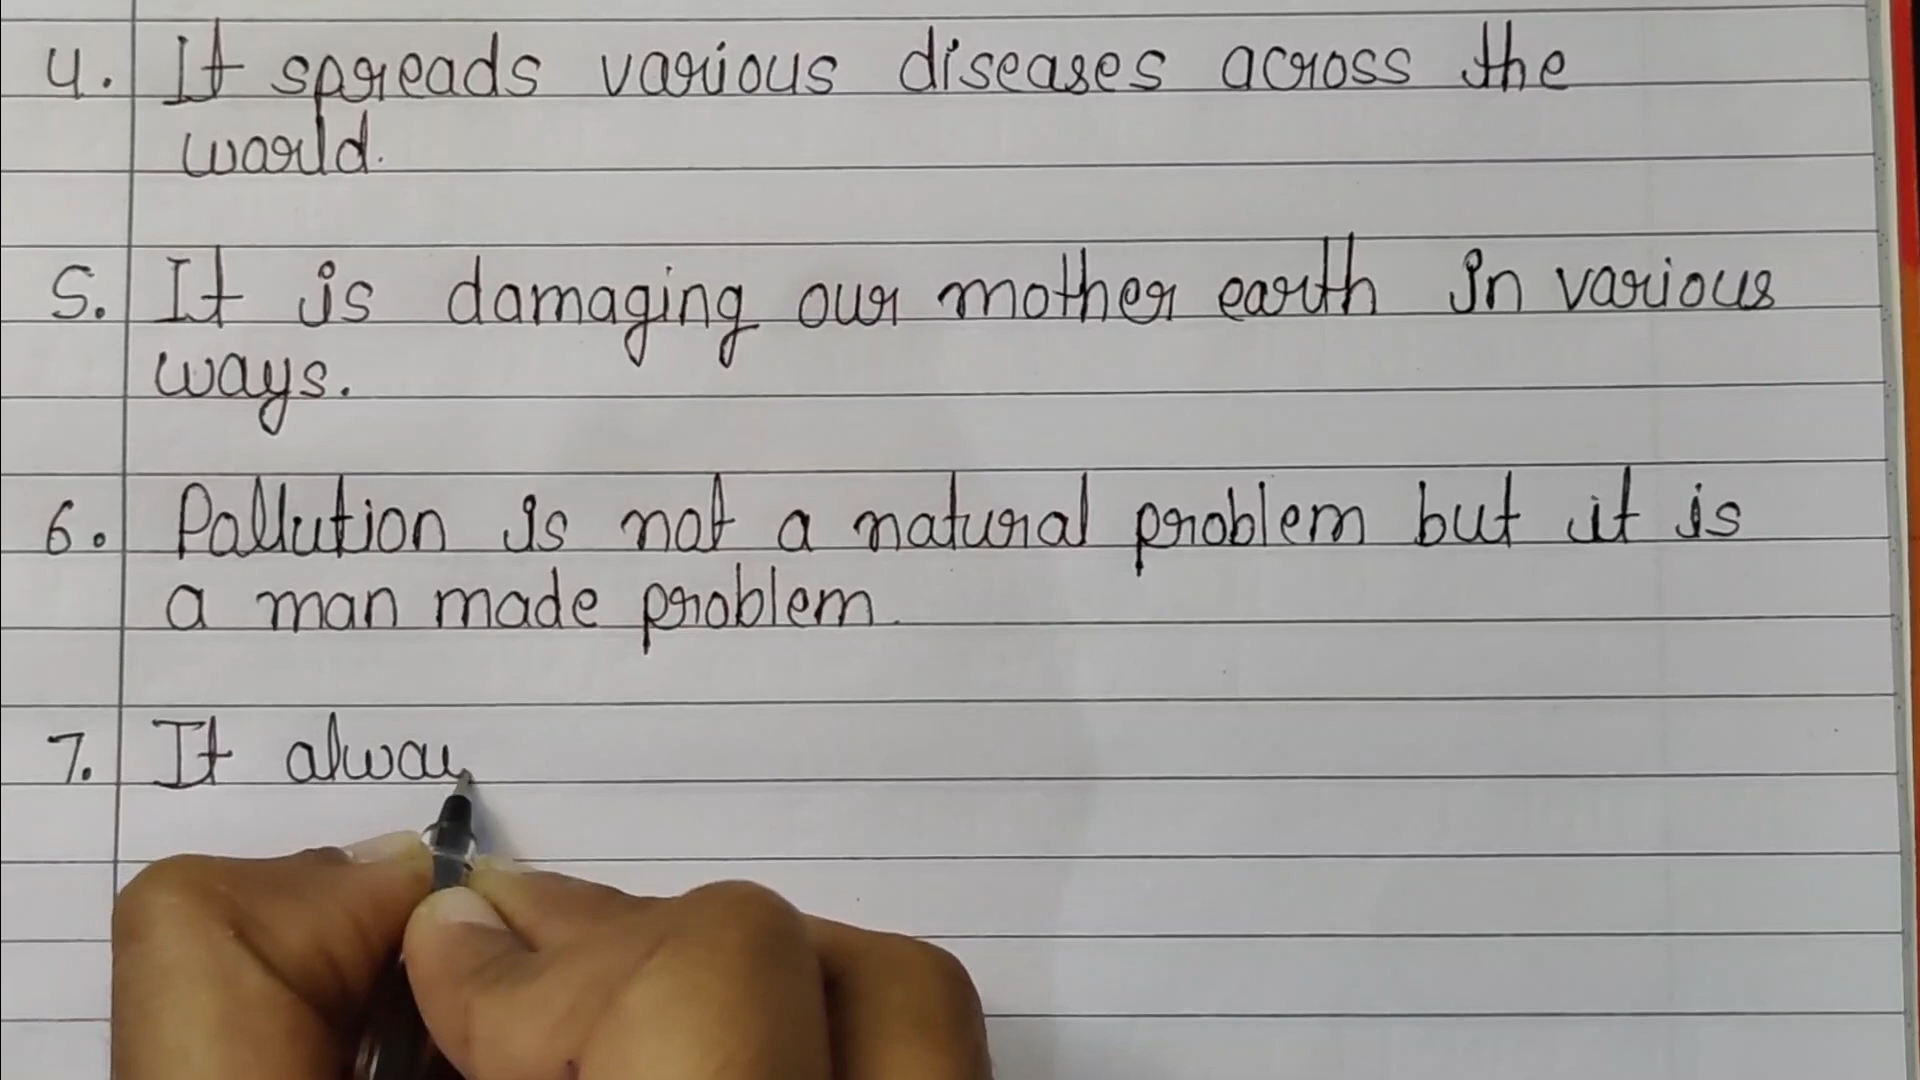 4. It spreads various diseases across the
world.
5. It is damaging our mother earth in various
ways.
6. Pollution is not a natural problem but it is
a man made problem.
7. It alway